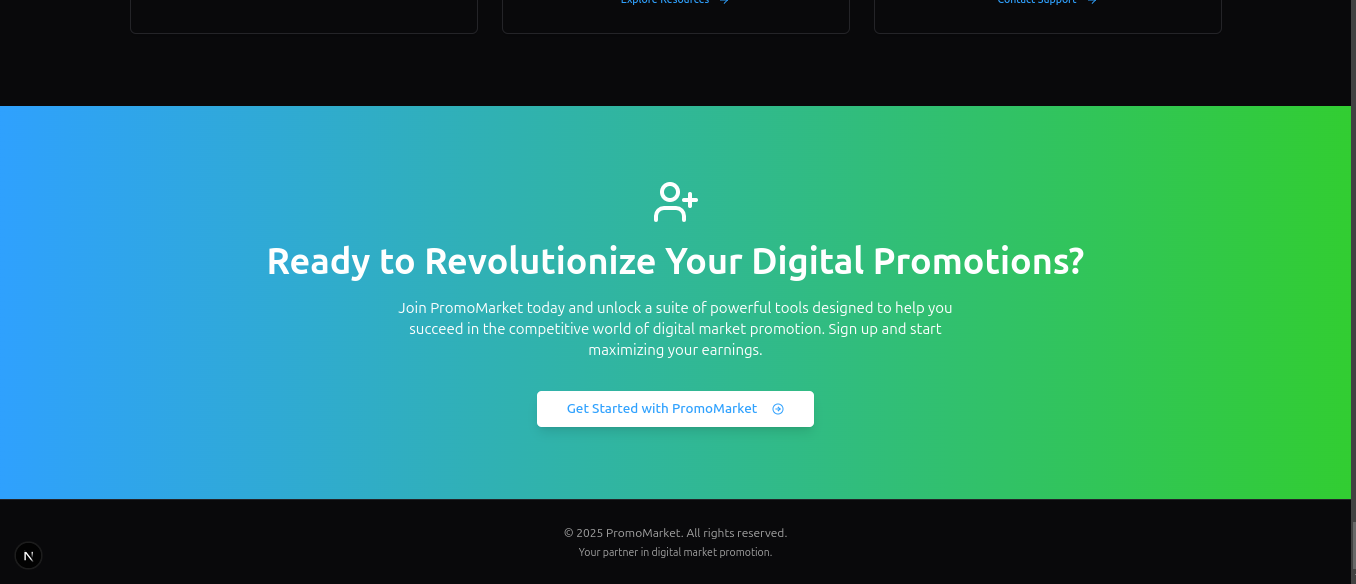 Explore Resources
Contact Support
Ready to Revolutionize Your Digital Promotions?
Join PromoMarket today and unlock a suite of powerful tools designed to help you
succeed in the competitive world of digital market promotion. Sign up and start
maximizing your earnings.
Get Started with PromoMarket
© 2025 PromoMarket. All rights reserved.
Your partner in digital market promotion.
N